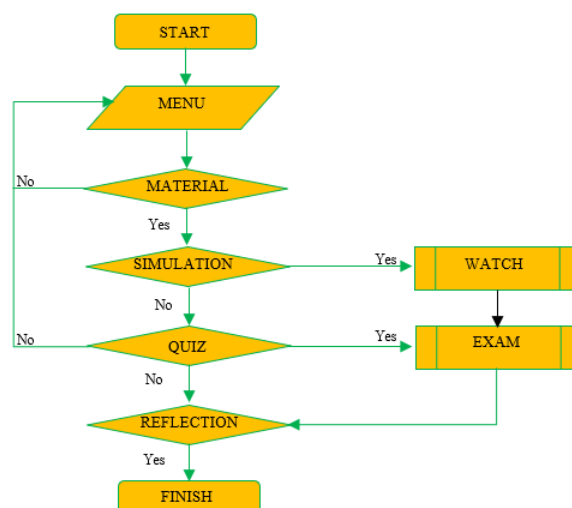 START
MENU
No
MATERIAL
Yes
SIMULATION
Yes
WATCH
No
No
QUIZ
Yes
EXAM
No
REFLECTION
Yes
FINISH